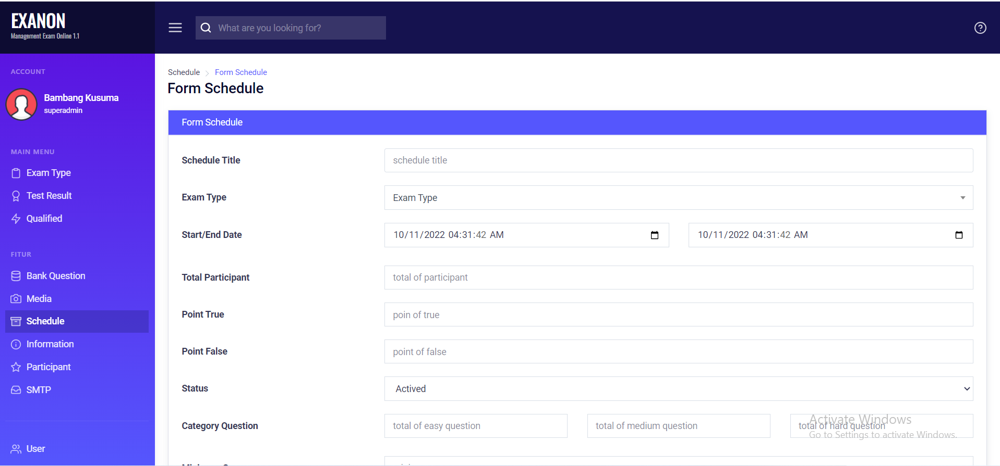 EXANON
Management Exam Online 1.1
What are you looking for?
ACCOUNT
Bambang Kusuma
superadmin
MAIN MENU
Exam Type
Test Result
Qualified
FITUR
Bank Question
Media
Schedule
Information
Participant
SMTP
User
Schedule > Form Schedule
Form Schedule
Form Schedule
Schedule Title schedule title
Exam Type Exam Type
Start/End Date 10/11/2022 04:31:42 AM 10/11/2022 04:31:42 AM
Total Participant total of participant
Point True poin of true
Point False point of false
Status Actived
Category Question total of easy question total of medium question total of hard question
Activate Windows
Go to Settings to activate Windows.